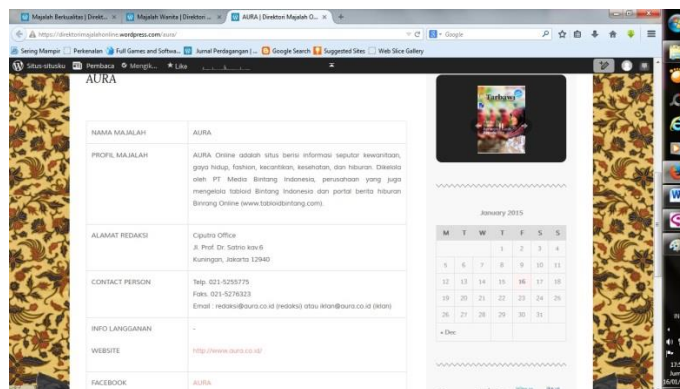 Majalah Berkualitas | Direkt...
Majalah Wanita | Direktori ...
AURA | Direktori Majalah O...
https://direktorimajalahonline.wordpress.com/aura/
Google
Sering Mampir
Perkenalan
Full Games and Softwa...
Jurnal Perdagangan | ...
Google Search
Suggested Sites
Web Slice Gallery
Situs-situsku
Pembaca
Mengik...
Like
AURA
NAMA MAJALAH
AURA
PROFIL MAJALAH
AURA Online adalah situs berisi informasi seputar kewanitaan,
gaya hidup, fashion, kecantikan, kesehatan, dan hiburan. Dikelola
oleh PT Media Bintang Indonesia, perusahaan yang juga
mengelola tabloid Bintang Indonesia dan portal berita hiburan
Binrang Online (www.tabloidbintang.com)
ALAMAT REDAKSI
Ciputra Office
Jl. Prof. Dr. Satrio kav.6
Kuningan, Jakarta 12940
CONTACT PERSON
Telp. 021-5255775
Faks. 021-5276323
Email : redaksi@aura.co.id (redaksi) atau iklan@aura.co.id (iklan)
INFO LANGGANAN
-
WEBSITE
http://www.aura.co.id/
FACEBOOK
AURA
Tarbawi
January 2015
M T W T F S S
1 2 3 4
5 6 7 8 9 10 11
12 13 14 15 16 17 18
19 20 21 22 23 24 25
26 27 28 29 30 31
« Dec